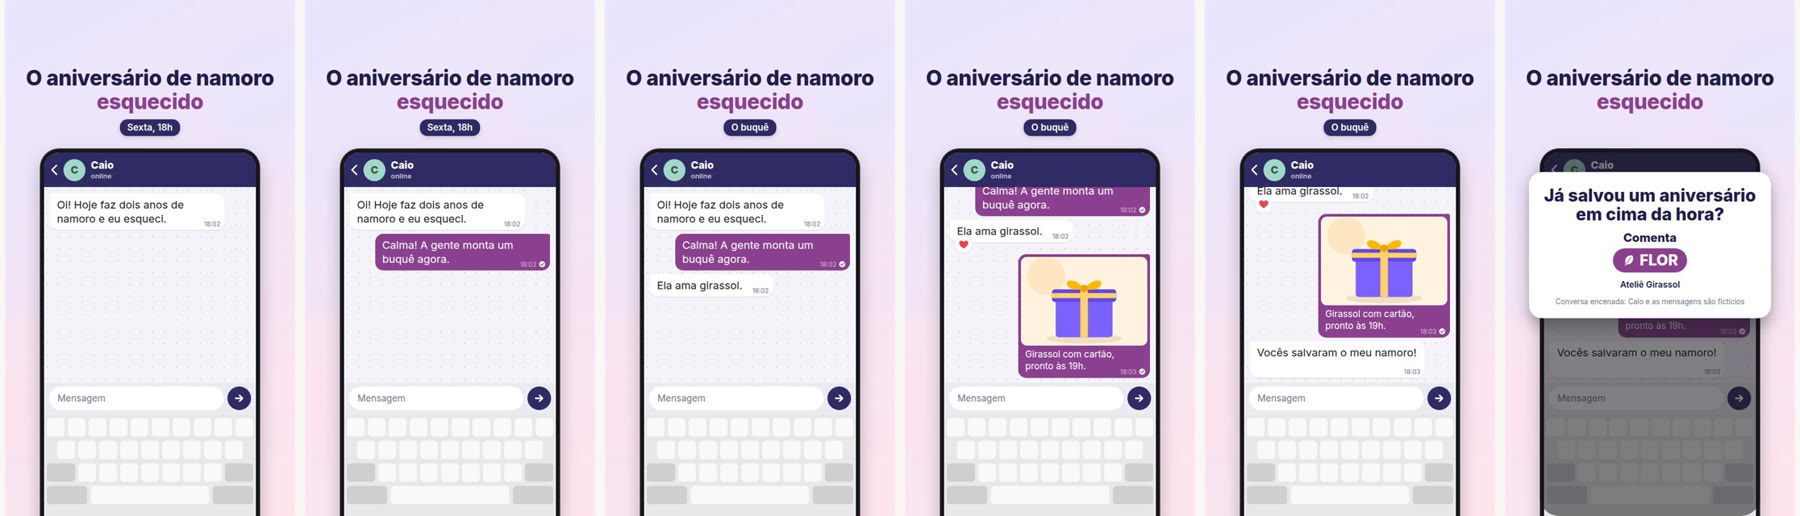 O aniversário de namoro
esquecido
Sexta, 18h
C
Caio
online
Oi! Hoje faz dois anos de
namoro e eu esqueci.
18:02
Mensagem
O aniversário de namoro
esquecido
Sexta, 18h
C
Caio
online
Oi! Hoje faz dois anos de
namoro e eu esqueci.
18:02
Calma! A gente monta um
buquê agora.
18:02
Mensagem
O aniversário de namoro
esquecido
O buquê
C
Caio
online
Oi! Hoje faz dois anos de
namoro e eu esqueci.
18:02
Calma! A gente monta um
buquê agora.
18:02
Ela ama girassol.
18:02
Mensagem
O aniversário de namoro
esquecido
O buquê
C
Caio
online
Calma! A gente monta um
buquê agora.
18:02
Ela ama girassol.
18:02
Girassol com cartão,
pronto às 19h.
18:03
Mensagem
O aniversário de namoro
esquecido
O buquê
C
Caio
online
Ela ama girassol.
18:02
Girassol com cartão,
pronto às 19h.
18:03
Vocês salvaram o meu namoro!
18:03
Mensagem
O aniversário de namoro
esquecido
C
Caio
Já salvou um aniversário
em cima da hora?
Comenta
FLOR
Ateliê Girassol
Conversa encenada: Caio e as mensagens são fictícios
pronto às 19h.
18:03
Vocês salvaram o meu namoro!
18:03
Mensagem